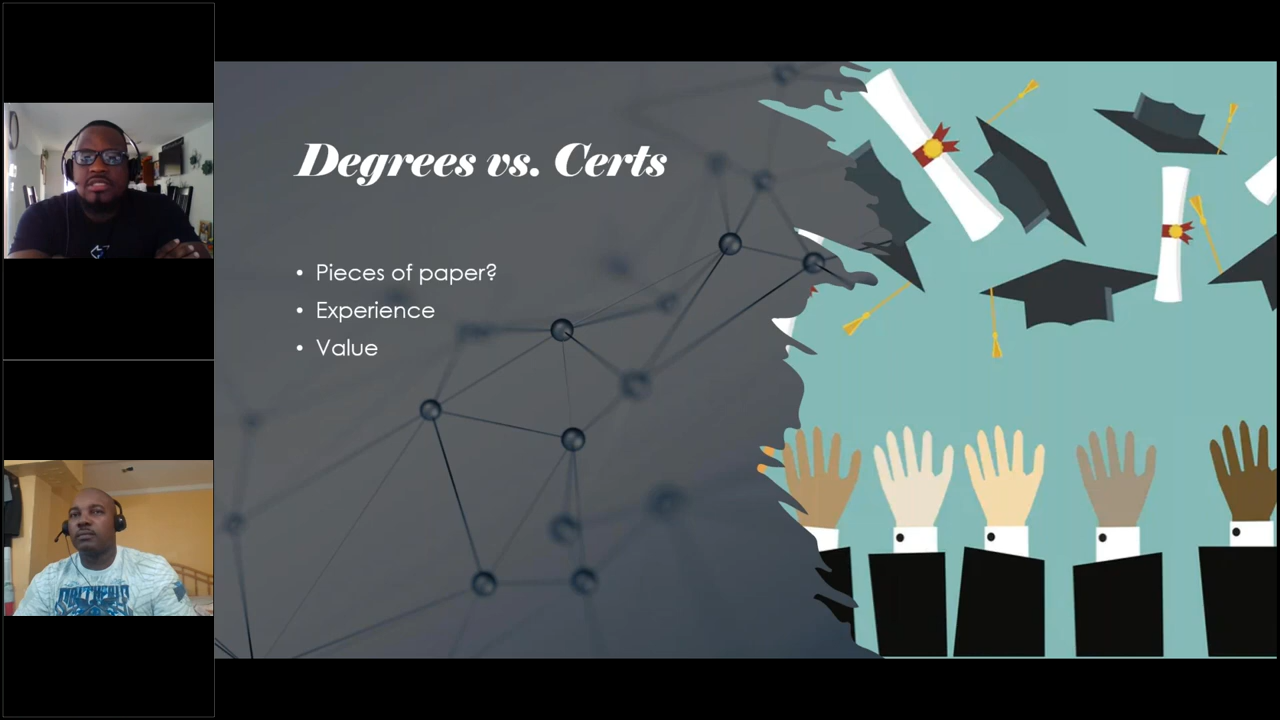 Degrees vs. Certs
• Pieces of paper?
• Experience
• Value